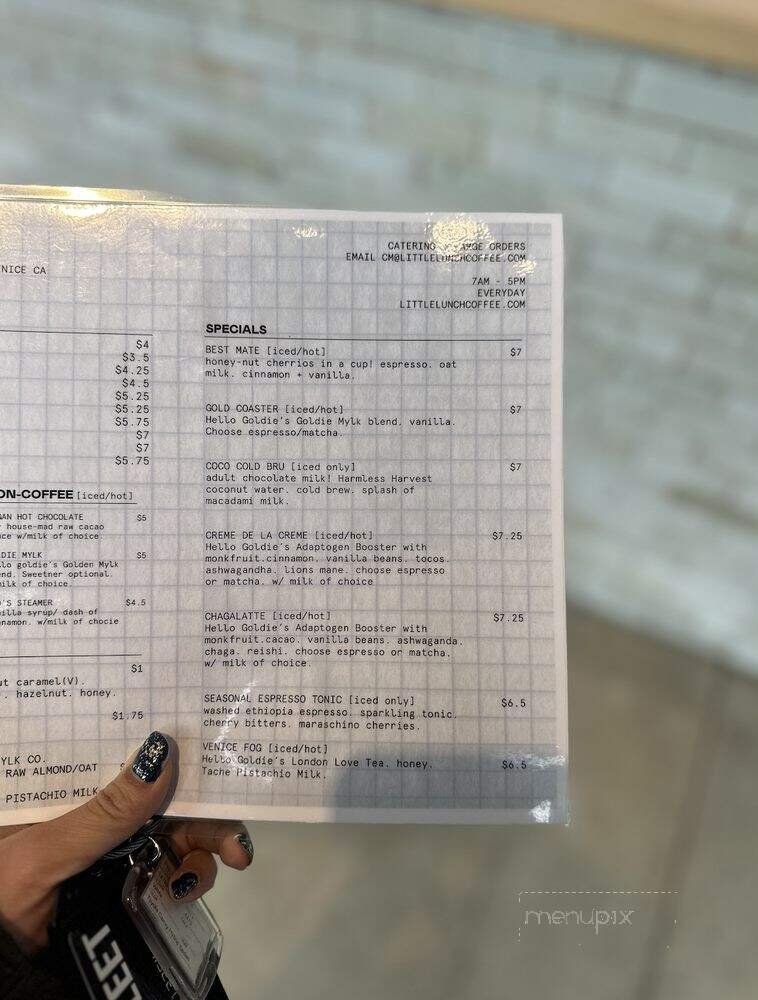 NICE CA
$4
$3.5
$4.25
$4.5
$5.25
$5.25
$5.75
$7
$7
$5.75
ON-COFFEE [iced/hot]
AN HOT CHOCOLATE $5
house-mad raw cacao
ce w/milk of choice.
DIE MYLK $5
lo goldie's Golden Mylk
end. Sweetner optional.
milk of choice.
'S STEAMER $4.5
illa syrup/ dash of
nnamon. w/milk of chocie
$1
ut caramel(V).
. hazelnut. honey.
$1.75
YLK CO.
RAW ALMOND/OAT
PISTACHIO MILK
CATERING & LARGE ORDERS
EMAIL CM@LITTLELUNCHCOFFEE.COM
7AM - 5PM
EVERYDAY
LITTLELUNCHCOFFEE.COM
SPECIALS
BEST MATE [iced/hot] $7
honey-nut cherrios in a cup! espresso. oat
milk. cinnamon + vanilla.
GOLD COASTER [iced/hot] $7
Hello Goldie's Goldie Mylk blend. vanilla.
Choose espresso/matcha.
COCO COLD BRU [iced only] $7
adult chocolate milk! Harmless Harvest
coconut water. cold brew. splash of
macadami milk.
CREME DE LA CREME [iced/hot] $7.25
Hello Goldie's Adaptogen Booster with
monkfruit.cinnamon. vanilla beans. tocos.
ashwagandha. lions mane. choose espresso
or matcha. w/ milk of choice
CHAGALATTE [iced/hot] $7.25
Hello Goldie's Adaptogen Booster with
monkfruit.cacao. vanilla beans. ashwaganda.
chaga. reishi. choose espresso or matcha.
w/ milk of choice.
SEASONAL ESPRESSO TONIC [iced only] $6.5
washed ethiopia espresso. sparkling tonic.
cherry bitters. maraschino cherries.
VENICE FOG [iced/hot]
Hello Goldie's London Love Tea. honey. $6.5
Tache Pistachio Milk.
LEET
menupix